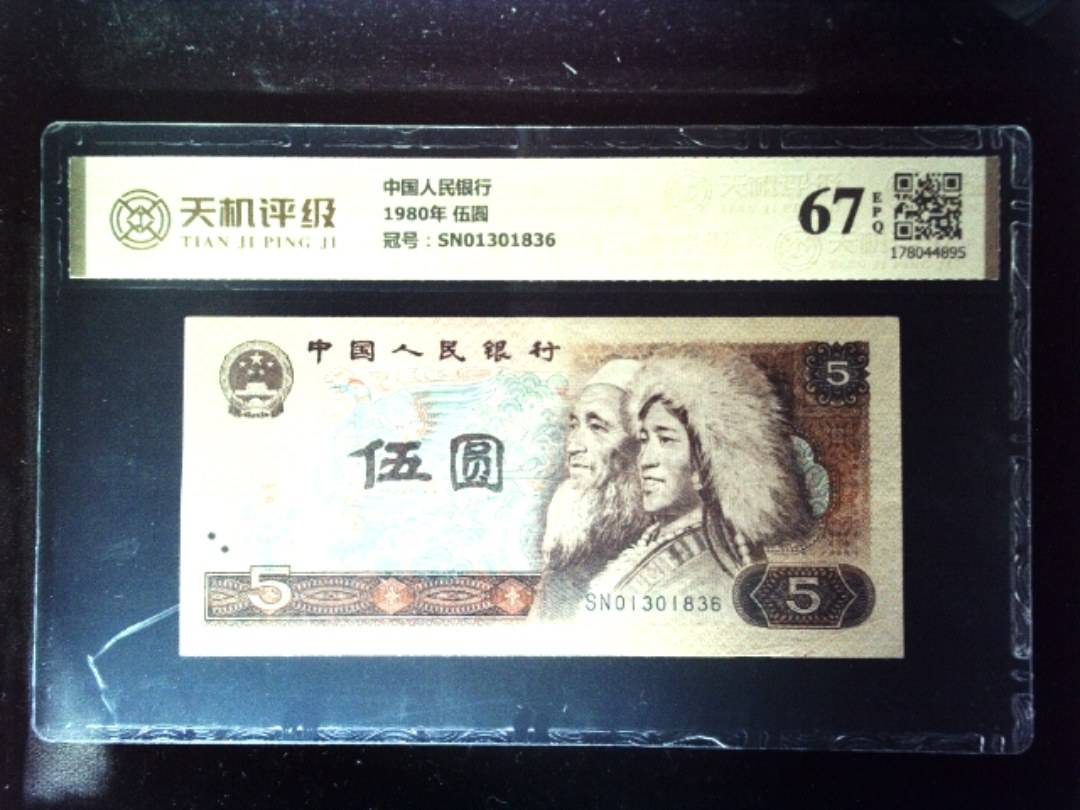 天机评级
TIAN JI PING JI
中国人民银行
1980年 伍圆
冠号：SN01301836
67
EPQ
178044895
中国人民银行
5
伍圆
5
SN01301836
5